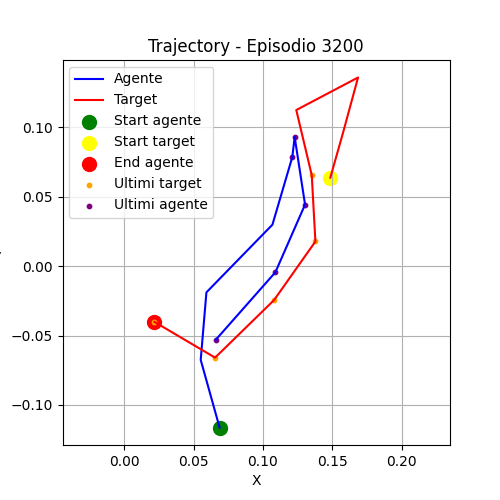 Trajectory - Episodio 3200
Agente
Target
Start agente
Start target
End agente
Ultimi target
Ultimi agente
0.10
0.05
0.00
−0.05
−0.10
0.00
0.05
0.10
0.15
0.20
X